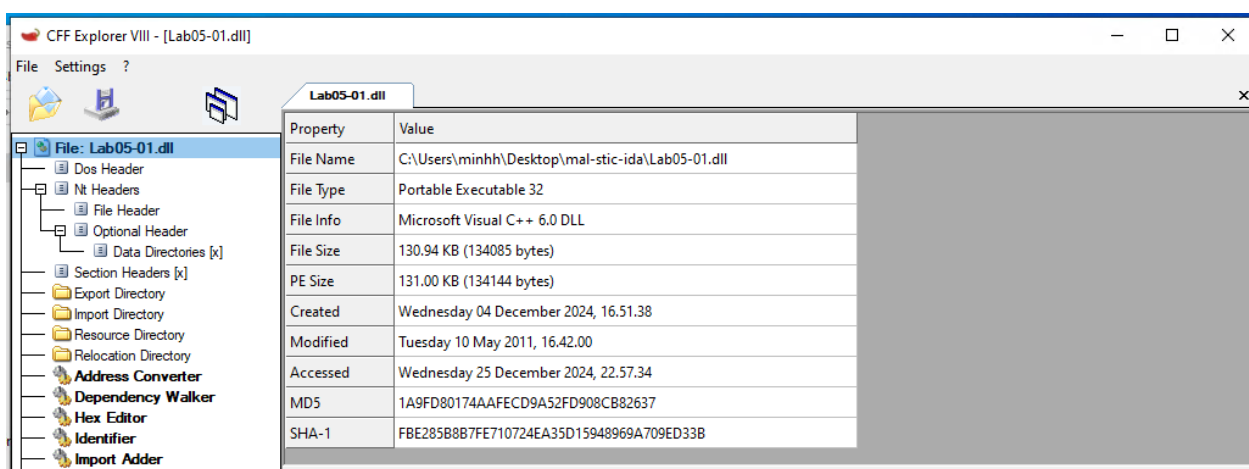 CFF Explorer VIII - [Lab05-01.dll]
File Settings ?
Lab05-01.dll
File: Lab05-01.dll
Dos Header
Nt Headers
File Header
Optional Header
Data Directories [x]
Section Headers [x]
Export Directory
Import Directory
Resource Directory
Relocation Directory
Address Converter
Dependency Walker
Hex Editor
Identifier
Import Adder
Property Value
File Name C:\Users\minhh\Desktop\mal-stic-ida\Lab05-01.dll
File Type Portable Executable 32
File Info Microsoft Visual C++ 6.0 DLL
File Size 130.94 KB (134085 bytes)
PE Size 131.00 KB (134144 bytes)
Created Wednesday 04 December 2024, 16.51.38
Modified Tuesday 10 May 2011, 16.42.00
Accessed Wednesday 25 December 2024, 22.57.34
MD5 1A9FD80174AAFECD9A52FD908CB82637
SHA-1 FBE285B8B7FE710724EA35D15948969A709ED33B